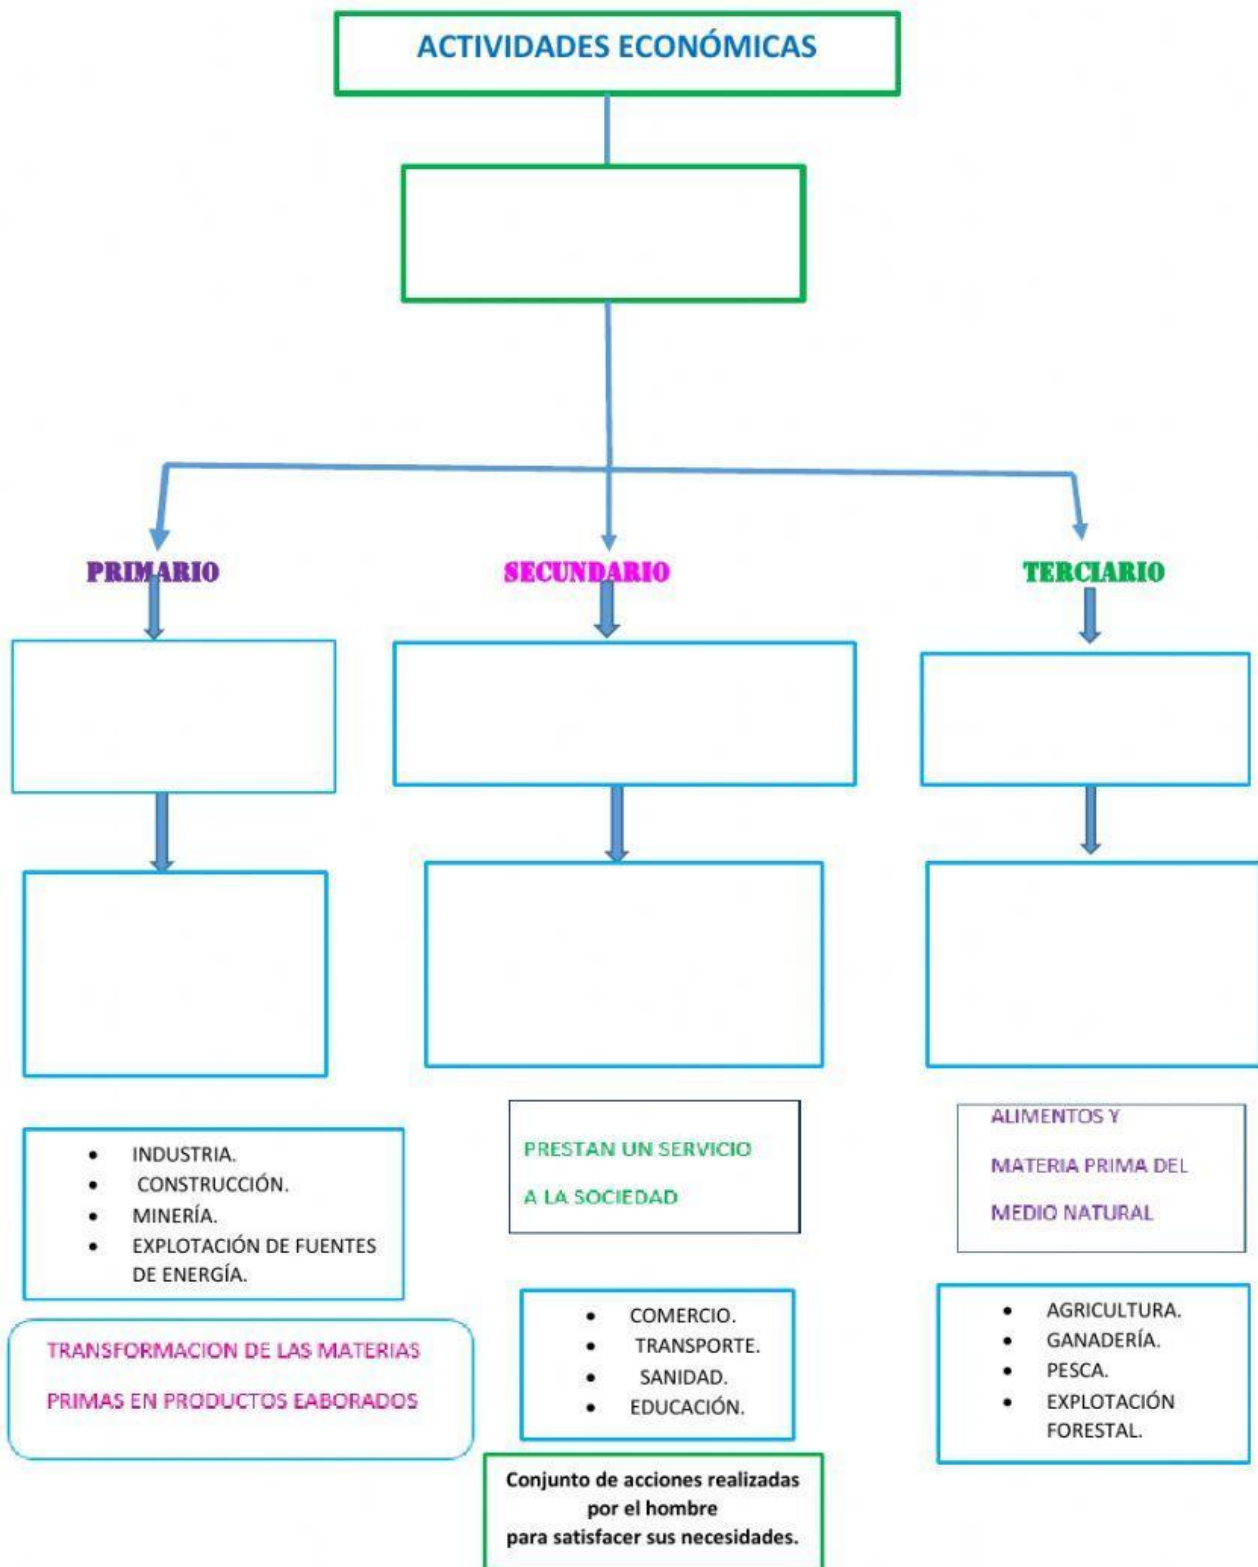 ACTIVIDADES ECONÓMICAS
PRIMARIO
SECUNDARIO
TERCIARIO
• INDUSTRIA.
• CONSTRUCCIÓN.
• MINERÍA.
• EXPLOTACIÓN DE FUENTES
DE ENERGÍA.
PRESTAN UN SERVICIO
A LA SOCIEDAD
ALIMENTOS Y
MATERIA PRIMA DEL
MEDIO NATURAL
TRANSFORMACION DE LAS MATERIAS
PRIMAS EN PRODUCTOS EABORADOS
• COMERCIO.
• TRANSPORTE.
• SANIDAD.
• EDUCACIÓN.
• AGRICULTURA.
• GANADERÍA.
• PESCA.
• EXPLOTACIÓN
FORESTAL.
Conjunto de acciones realizadas
por el hombre
para satisfacer sus necesidades.